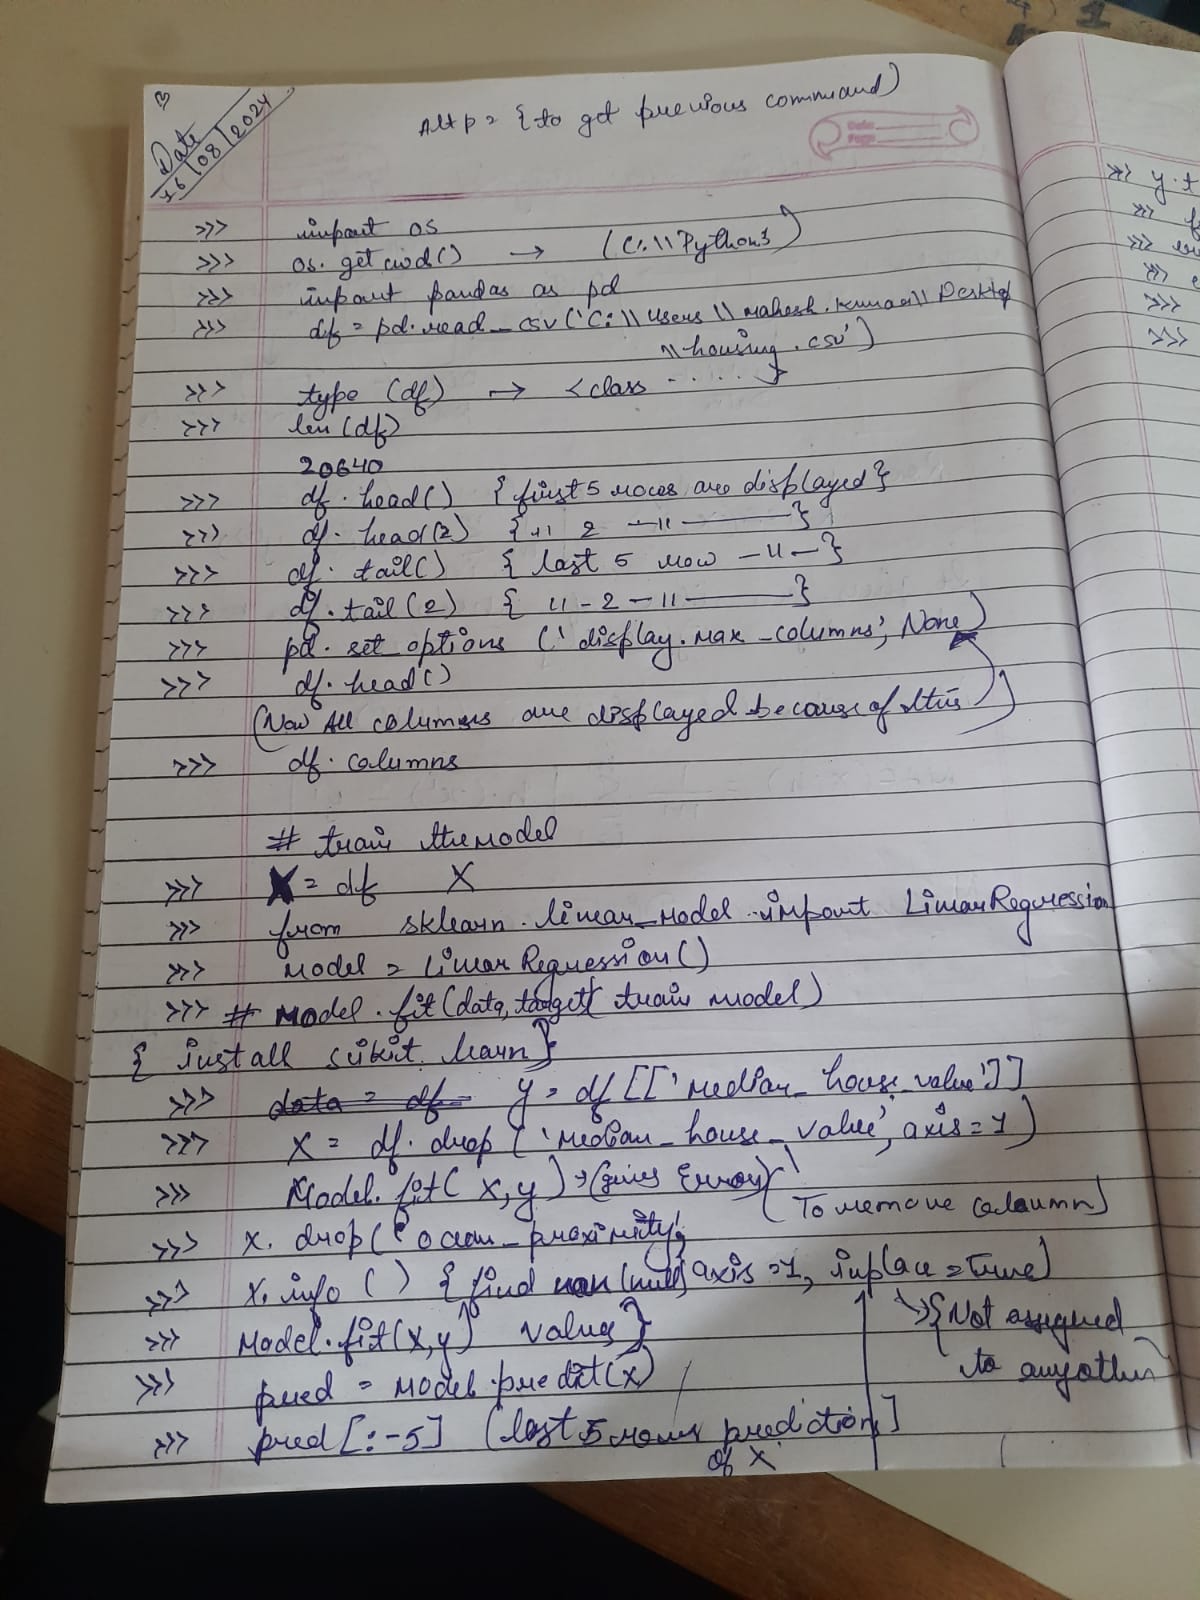 Date
16/08/2024
Alt p = { to get previous command)
>>> import os
>>> os.getcwd() → (C:\\Python3)
>>> import pandas as pd
>>> df = pd.read_csv('C:\\Users\\mahesh.kumar\\Desktop
\\housing.csv')
>>> type (df) → <class ......>
>>> len (df)
20640
>>> df.head() { first 5 rows are displayed }
>>> df.head(2) { -11 2 -11- }
>>> df.tail() { last 5 row -11- }
>>> df.tail(2) { 11-2-11- }
>>> pd.set_options ('display.max_columns', None)
>>> df.head()
(Now All columns are displayed because of this)
>>> df.columns
# train the model
>>> X = df X
>>> from sklearn.linear_model import LinearRegression
>>> model = LinearRegression()
>>> # Model.fit(data, target) train model)
{ install scikit learn }
>>> data = df y = df [['median_house_value']]
>>> X = df.drop ('median_house_value', axis=1)
>>> Model.fit(X,y) → (gives Error)
(To remove coloumn)
>>> X.drop('ocean_proximity',
axis=1, inplace=True)
>>> X.info() { find nan (null)
values }
>>> Model.fit(X,y)
{ Not assigned
to any other
>>> pred = model.predict(X)
>>> pred[:-5] (last 5 rows prediction)
of X
>>> y.t
>>>
>>>
>>>
>>>
>>>